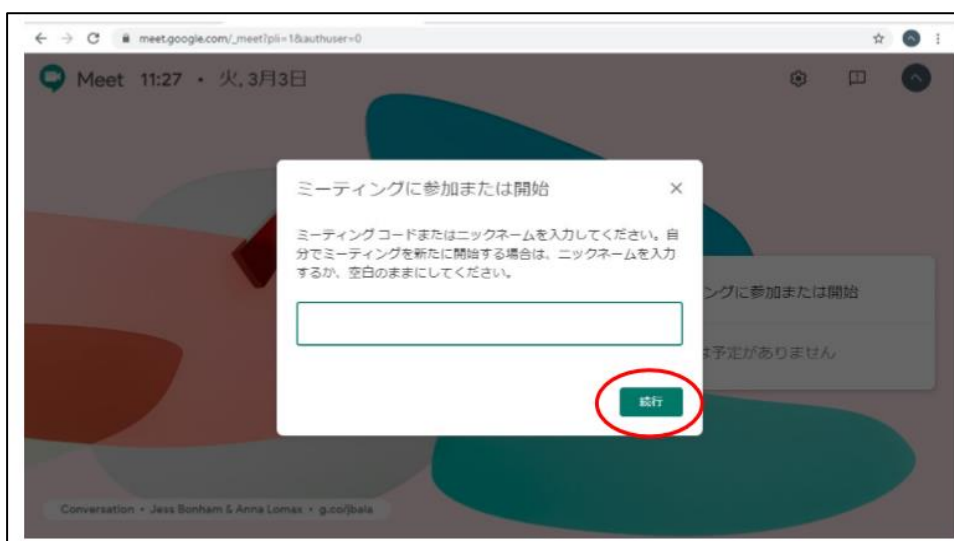 meet.google.com/_meet?pli=1&authuser=0
Meet 11:27 • 火, 3月3日
ミーティングに参加または開始
ミーティング コードまたはニックネームを入力してください。自
分でミーティングを新たに開始する場合は、ニックネームを入力
するか、空白のままにしてください。
ングに参加または開始
は予定がありません
続行
Conversation • Jess Bonham & Anna Lomax • g.co/jbala